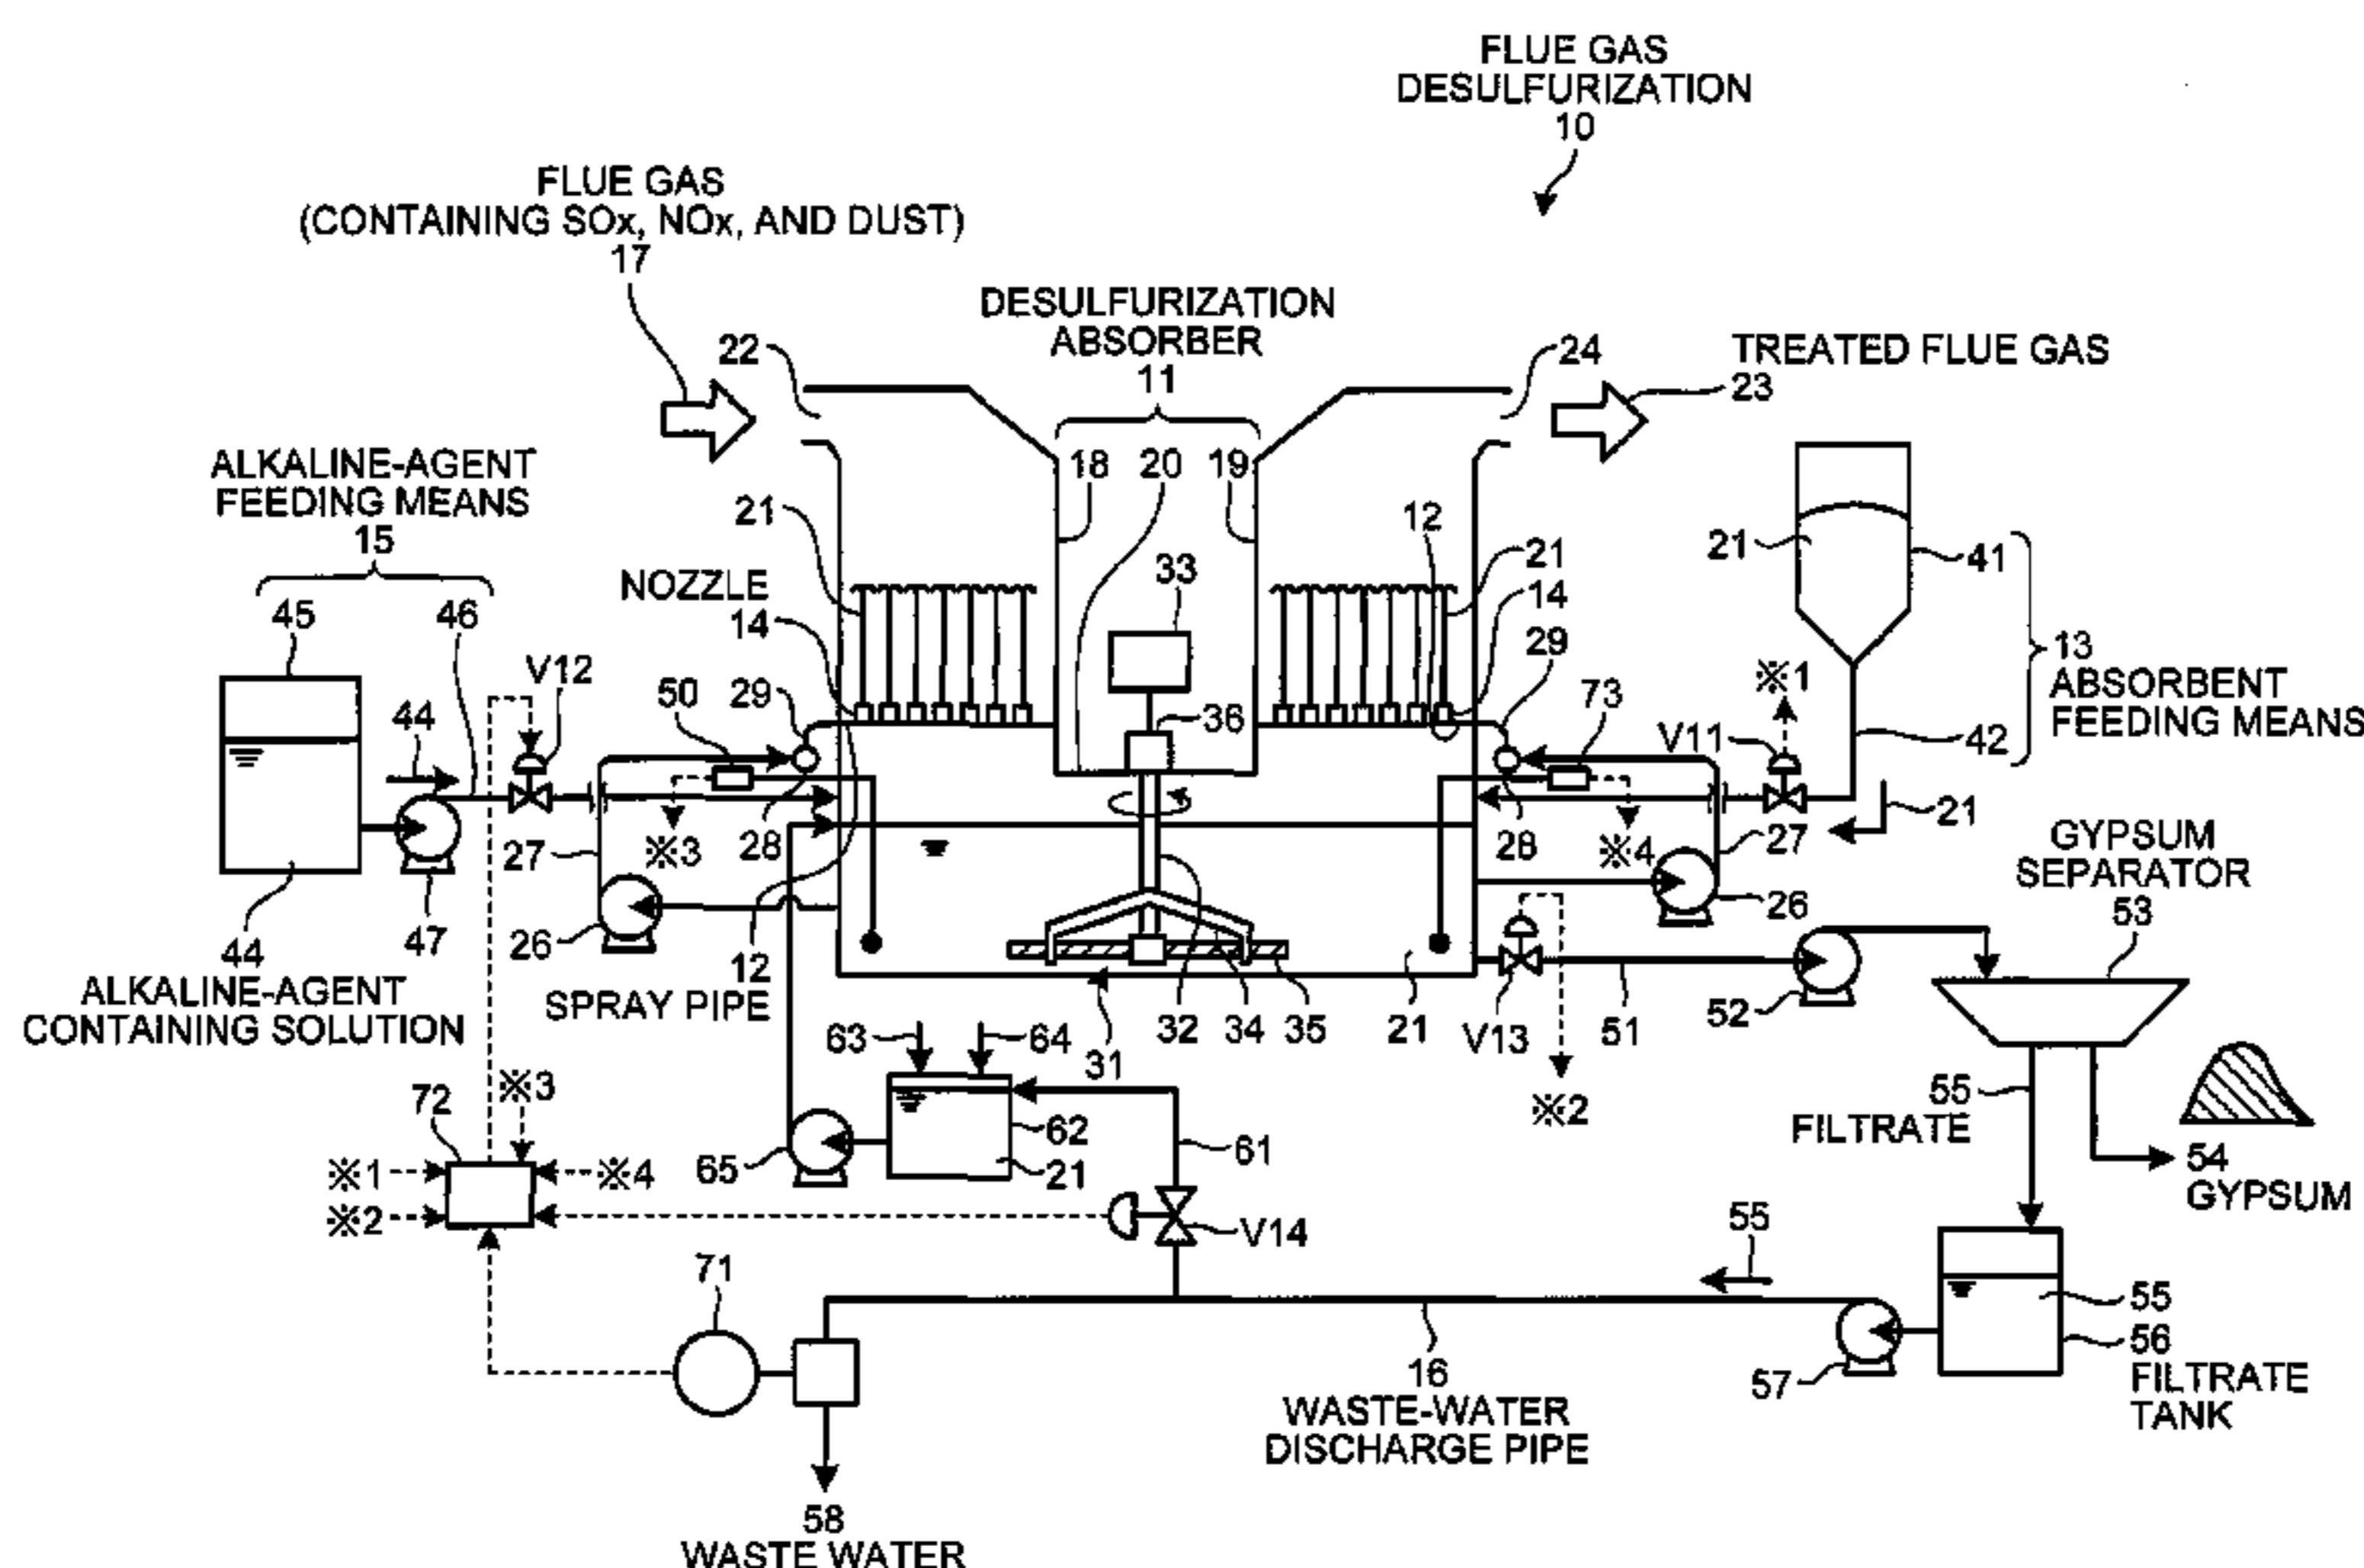 FLUE GAS
DESULFURIZATION
10
FLUE GAS
(CONTAINING SOx, NOx, AND DUST)
17
DESULFURIZATION
ABSORBER
11
22
24
TREATED FLUE GAS
23
18
20
19
ALKALINE-AGENT
FEEDING MEANS
15
21
12
21
21
41
NOZZLE
14
33
14
45
46
29
13
ABSORBENT
FEEDING MEANS
V12
50
29
36
73
※1
44
V11
42
27
※3
28
28
※4
27
21
GYPSUM
SEPARATOR
53
47
26
26
44
ALKALINE-AGENT
CONTAINING SOLUTION
12
SPRAY PIPE
31
32
34
35
21
V13
51
52
63
64
※3
72
※2
55
FILTRATE
65
62
21
61
※1
※4
※2
54
GYPSUM
V14
55
71
55
56
FILTRATE
TANK
57
16
WASTE-WATER
DISCHARGE PIPE
58
WASTE WATER